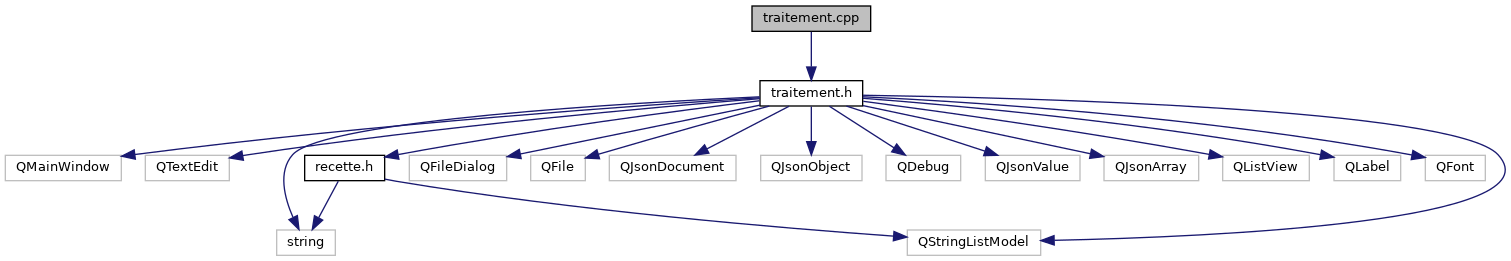 traitement.cpp
traitement.h
QMainWindow
QTextEdit
recette.h
QFileDialog
QFile
QJsonDocument
QJsonObject
QDebug
QJsonValue
QJsonArray
QListView
QLabel
QFont
string
QStringListModel